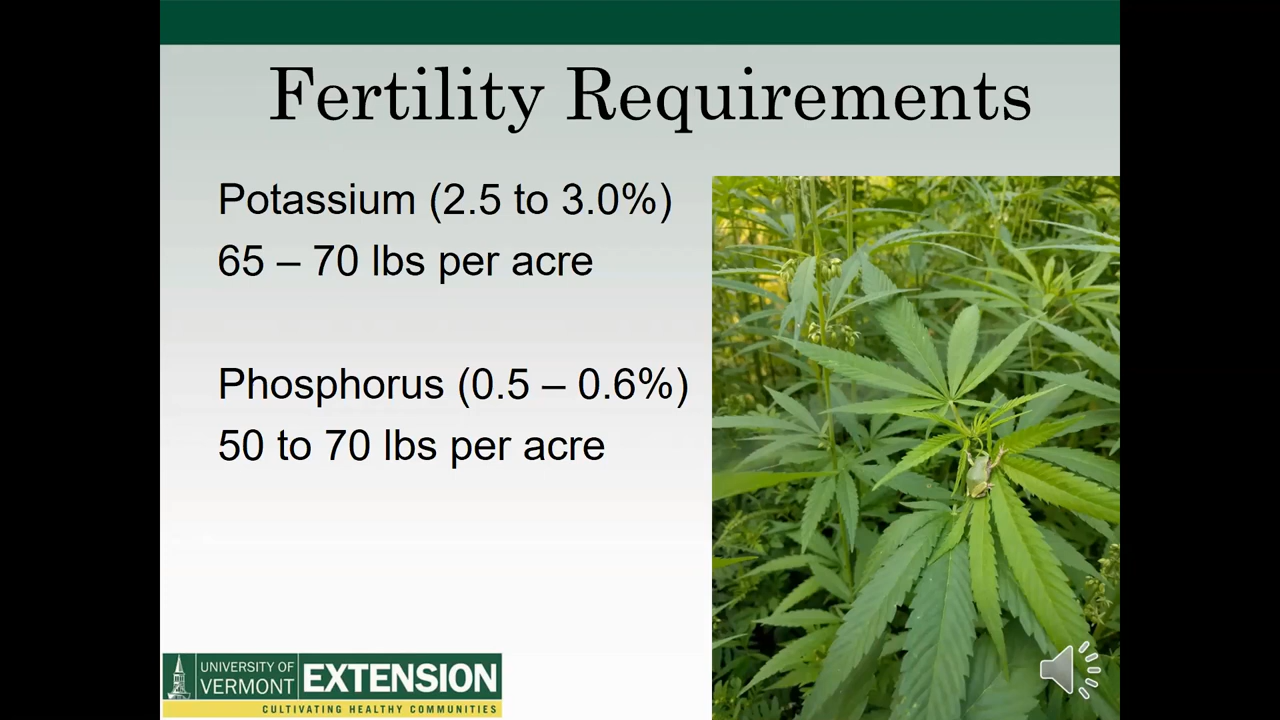 Fertility Requirements
Potassium (2.5 to 3.0%)
65 – 70 lbs per acre
Phosphorus (0.5 – 0.6%)
50 to 70 lbs per acre
UNIVERSITY OF
VERMONT
EXTENSION
CULTIVATING HEALTHY COMMUNITIES